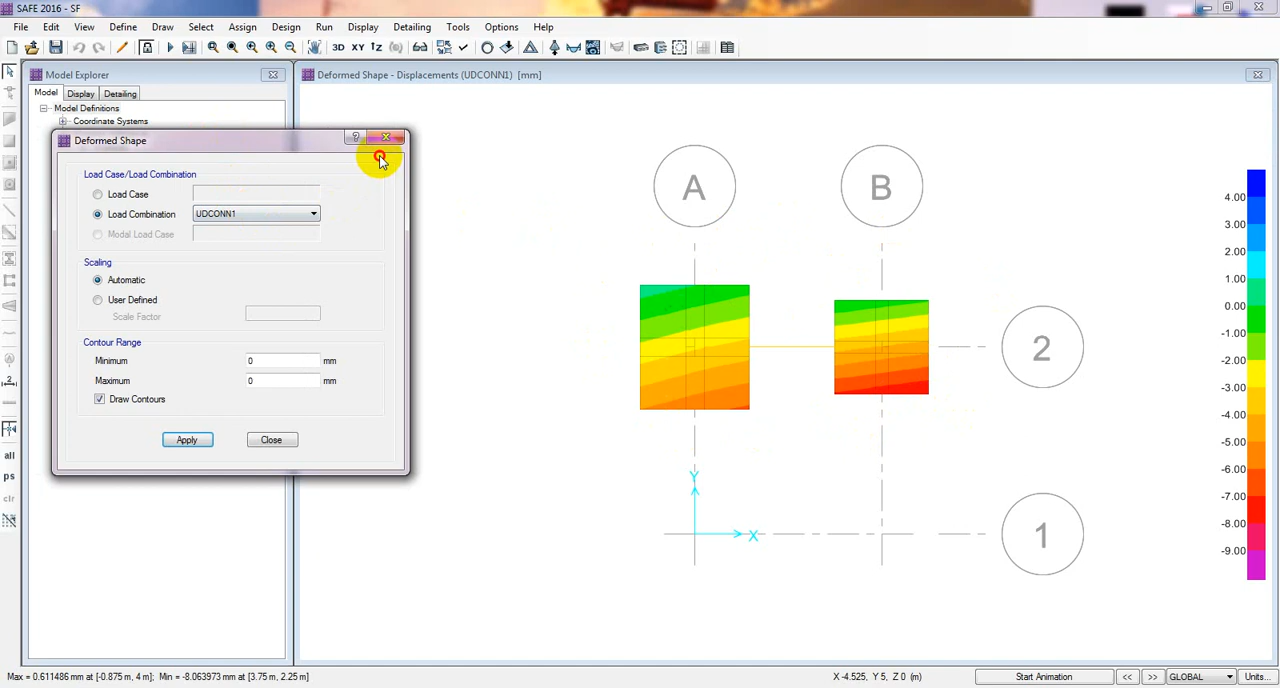 SAFE 2016 - SF
File Edit View Define Draw Select Assign Design Run Display Detailing Tools Options Help
3D XY
Model Explorer
Deformed Shape - Displacements (UDCONN1) [mm]
Model Display Detailing
Model Definitions
Coordinate Systems
Deformed Shape
?
Load Case/Load Combination
Load Case
Load Combination UDCONN1
Modal Load Case
Scaling
Automatic
User Defined
Scale Factor
Contour Range
Minimum 0 mm
Maximum 0 mm
Draw Contours
Apply Close
all
ps
clr
A B
2
1
Y
X
4.00
3.00
2.00
1.00
0.00
-1.00
-2.00
-3.00
-4.00
-5.00
-6.00
-7.00
-8.00
-9.00
Max = 0.611486 mm at [-0.875 m, 4 m]; Min = -8.063973 mm at [3.75 m, 2.25 m]
X -4.525, Y 5, Z 0 (m)
Start Animation << >> GLOBAL Units...